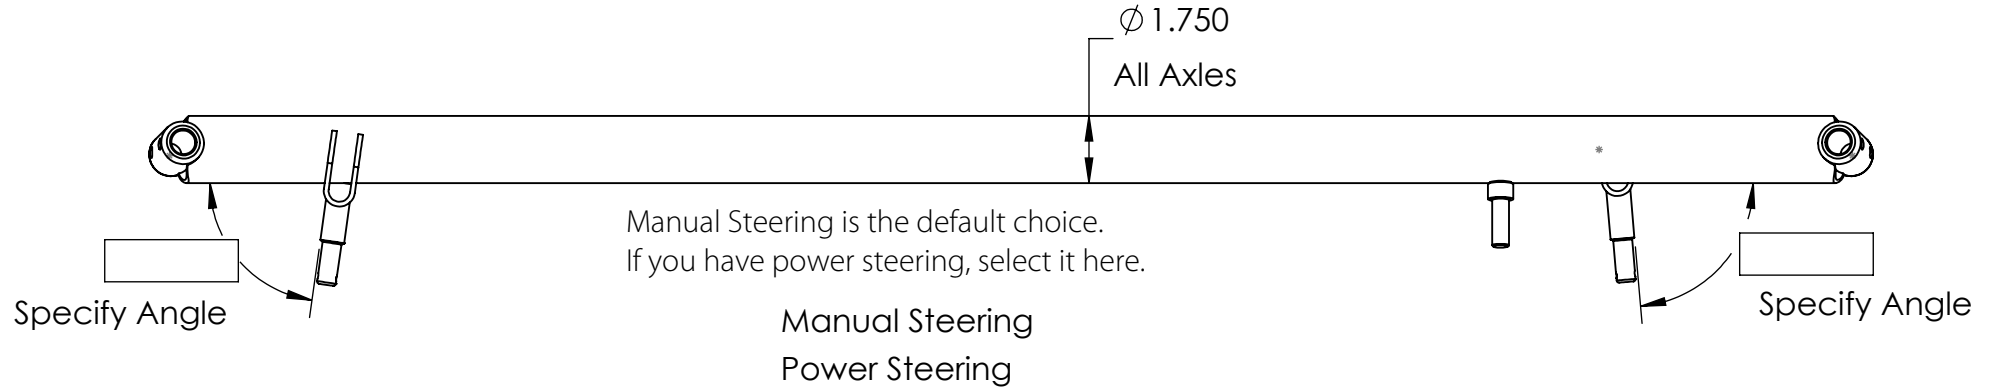 ∅1.750
All Axles
Manual Steering is the default choice.
If you have power steering, select it here.
Specify Angle
Specify Angle
Manual Steering
Power Steering